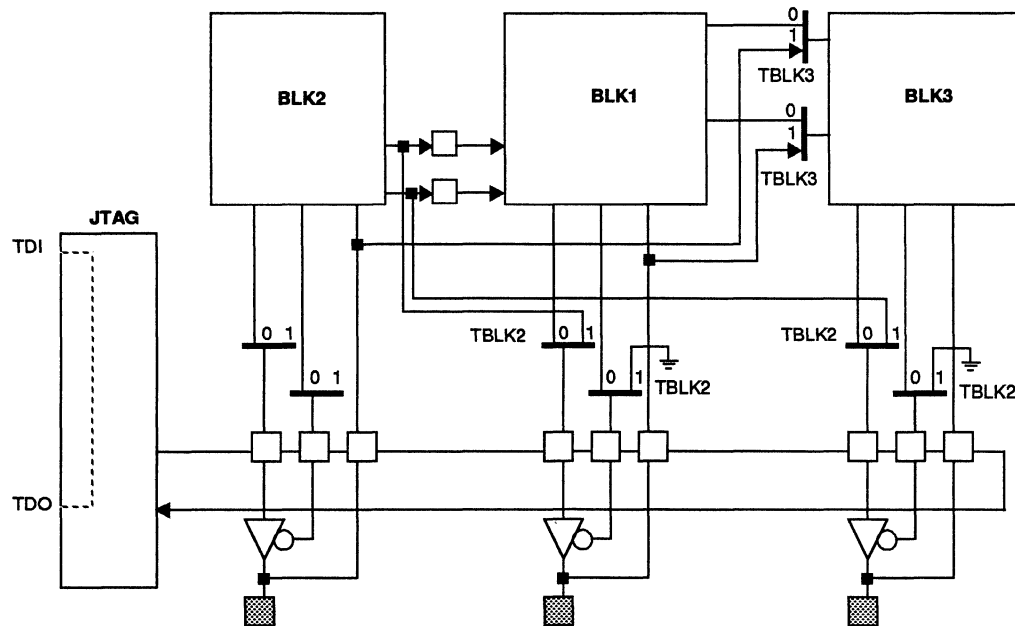 0
1
TBLK3
BLK2
BLK1
BLK3
0
1
TBLK3
JTAG
TDI
0 1
TBLK2
0 1
TBLK2
0 1
0 1
0 1
TBLK2
0 1
TBLK2
TDO